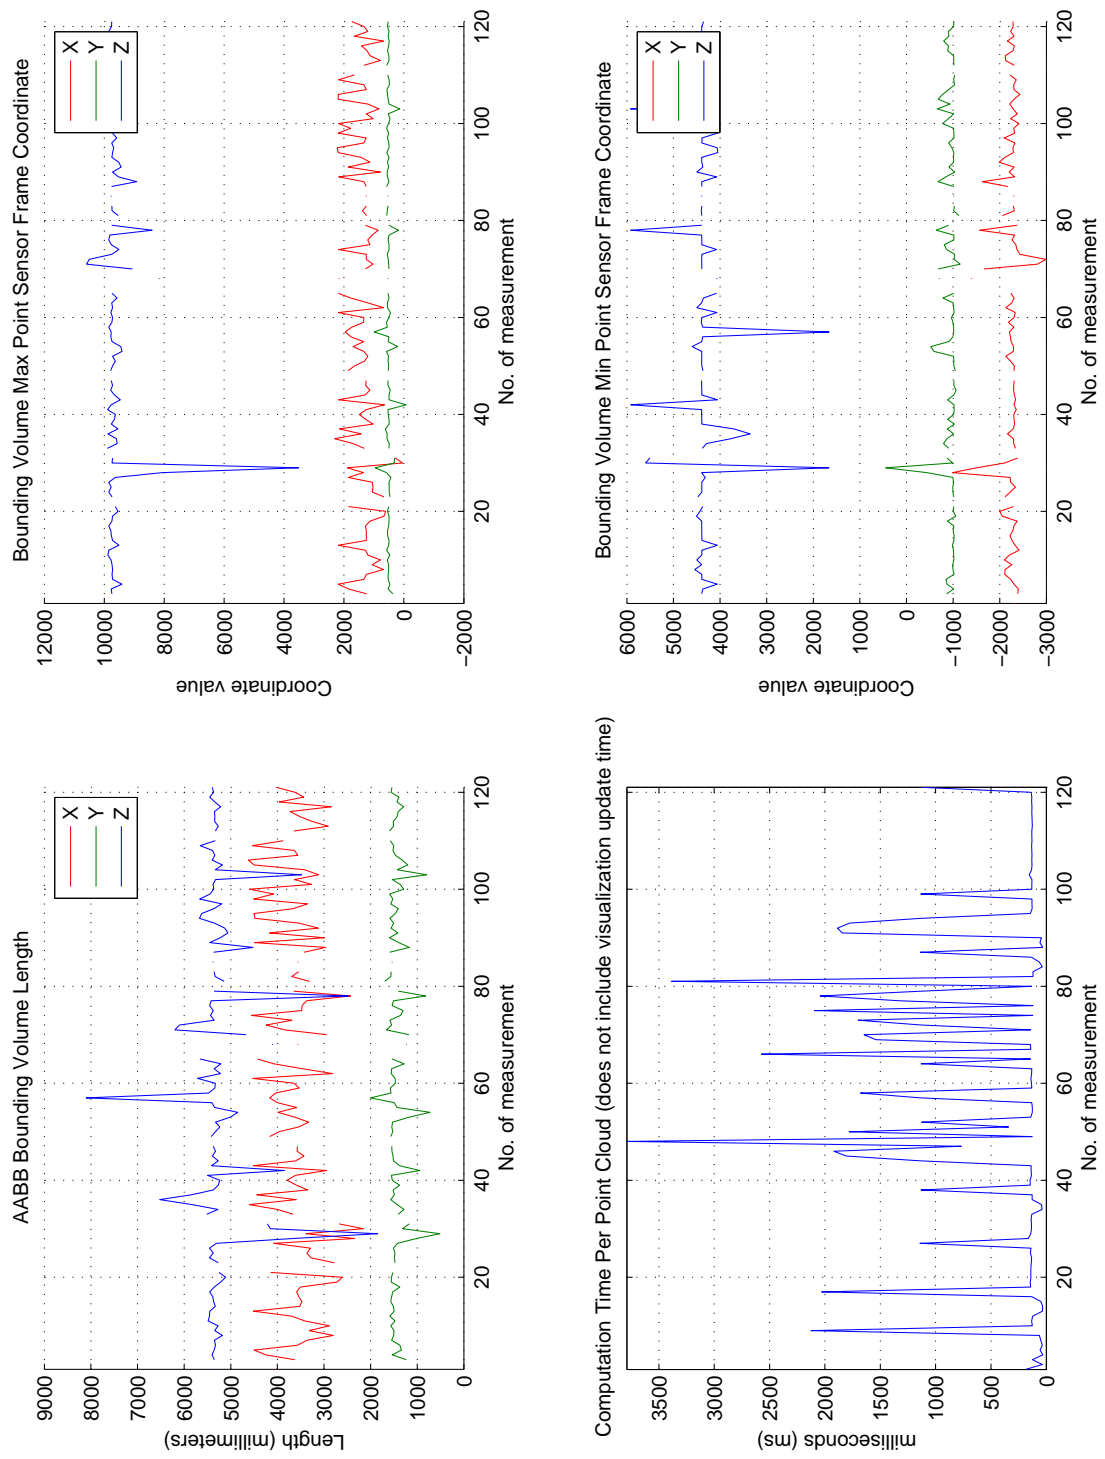 AABB Bounding Volume Length
9000
8000
7000
6000
5000
4000
3000
2000
1000
0
Length (millimeters)
20
40
60
80
100
120
No. of measurement
X
Y
Z
Bounding Volume Max Point Sensor Frame Coordinate
12000
10000
8000
6000
4000
2000
0
−2000
Coordinate value
20
40
60
80
100
120
No. of measurement
X
Y
Z
Computation Time Per Point Cloud (does not include visualization update time)
3500
3000
2500
2000
1500
1000
500
0
milliseconds (ms)
20
40
60
80
100
120
No. of measurement
Bounding Volume Min Point Sensor Frame Coordinate
6000
5000
4000
3000
2000
1000
0
−1000
−2000
−3000
Coordinate value
20
40
60
80
100
120
No. of measurement
X
Y
Z